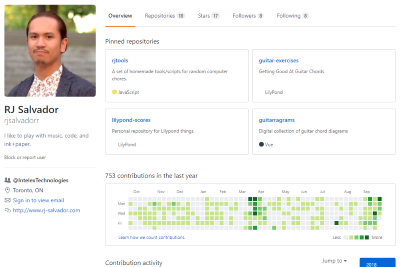 Overview
Repositories 18
Stars 17
Followers 8
Following 8
Pinned repositories
rjtools
A set of homemade tools/scripts for random computer
chores.
JavaScript
guitar-exercises
Getting Good At Guitar Chords
LilyPond
lilypond-scores
Personal repository for Lilypond things
LilyPond
guitarragrams
Digital collection of guitar chord diagrams
Vue
RJ Salvador
rjsalvadorr
I like to play with music, code, and
ink+paper.
Block or report user
@IntelexTechnologies
Toronto, ON
Sign in to view email
http://www.rj-salvador.com
753 contributions in the last year
Oct Nov Dec Jan Feb Mar Apr May Jun Jul Aug Sep
Mon
Wed
Fri
Learn how we count contributions.
Less More
Contribution activity
Jump to
2018